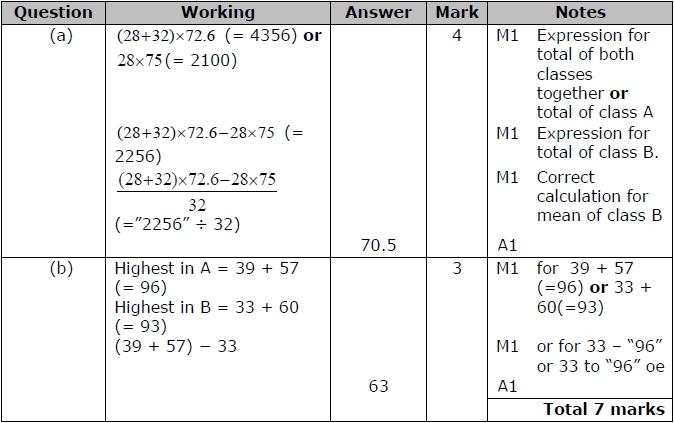 Question Working Answer Mark Notes
(a) (28+32)×72.6 (= 4356) or 4 M1 Expression for
28×75(= 2100) total of both
classes
together or
total of class A
(28+32)×72.6−28×75 (= M1 Expression for
2256) total of class B.
(28+32)×72.6−28×75 M1 Correct
32 calculation for
(="2256" ÷ 32) mean of class B
70.5 A1
(b) Highest in A = 39 + 57 3 M1 for 39 + 57
(= 96) (=96) or 33 +
Highest in B = 33 + 60 60(=93)
(= 93)
(39 + 57) − 33 M1 or for 33 – “96”
or 33 to “96” oe
63 A1
Total 7 marks